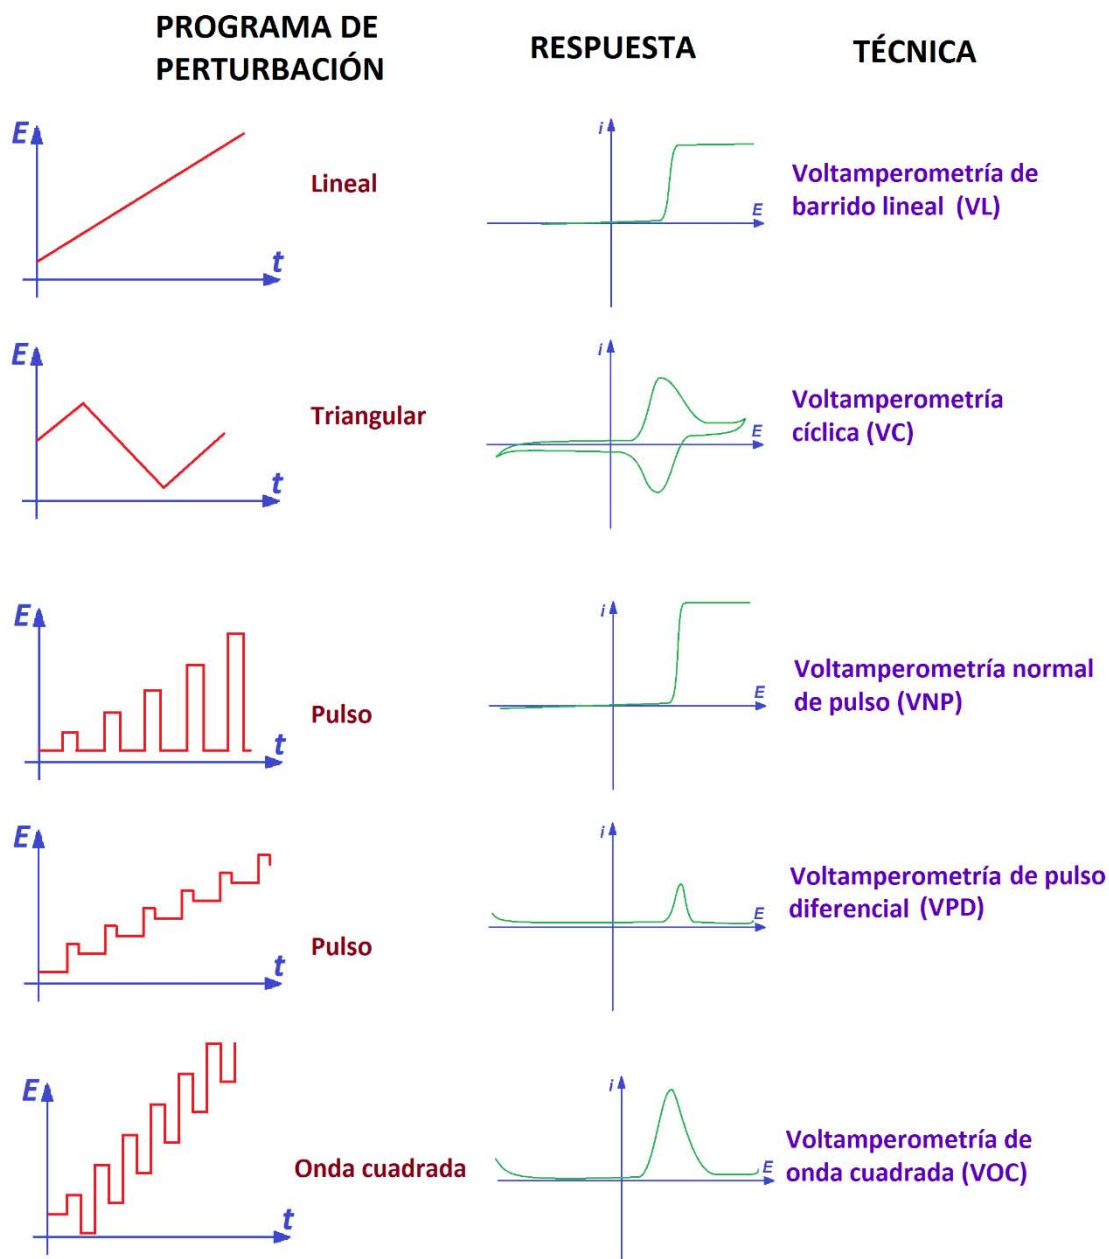 PROGRAMA DE
PERTURBACIÓN
RESPUESTA
TÉCNICA
E
t
Lineal
i
E
Voltamperometría de
barrido lineal (VL)
E
t
Triangular
i
E
Voltamperometría
cíclica (VC)
E
t
Pulso
i
E
Voltamperometría normal
de pulso (VNP)
E
t
Pulso
i
E
Voltamperometría de pulso
diferencial (VPD)
E
t
Onda cuadrada
i
E
Voltamperometría de
onda cuadrada (VOC)